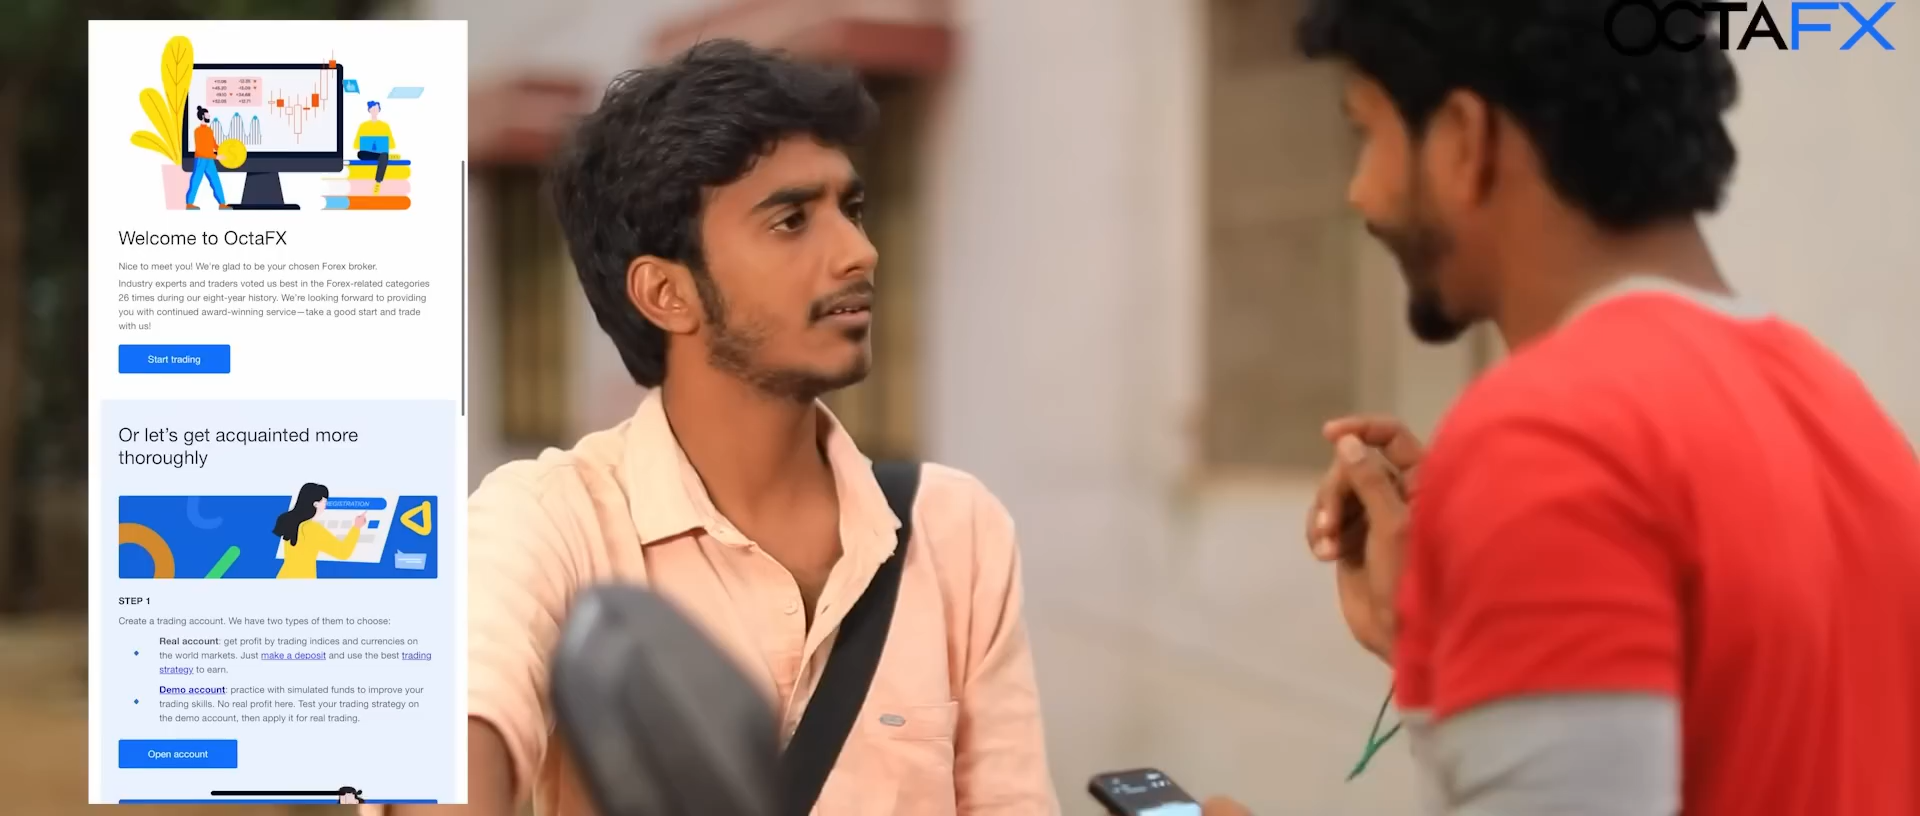 OCTAFX
Welcome to OctaFX
Nice to meet you! We're glad to be your chosen Forex broker.
Industry experts and traders voted us best in the Forex-related categories
26 times during our eight-year history. We're looking forward to providing
you with continued award-winning service—take a good start and trade
with us!
Start trading
Or let's get acquainted more
thoroughly
REGISTRATION
STEP 1
Create a trading account. We have two types of them to choose:
Real account: get profit by trading indices and currencies on
the world markets. Just make a deposit and use the best trading
strategy to earn.
Demo account: practice with simulated funds to improve your
trading skills. No real profit here. Test your trading strategy on
the demo account, then apply it for real trading.
Open account